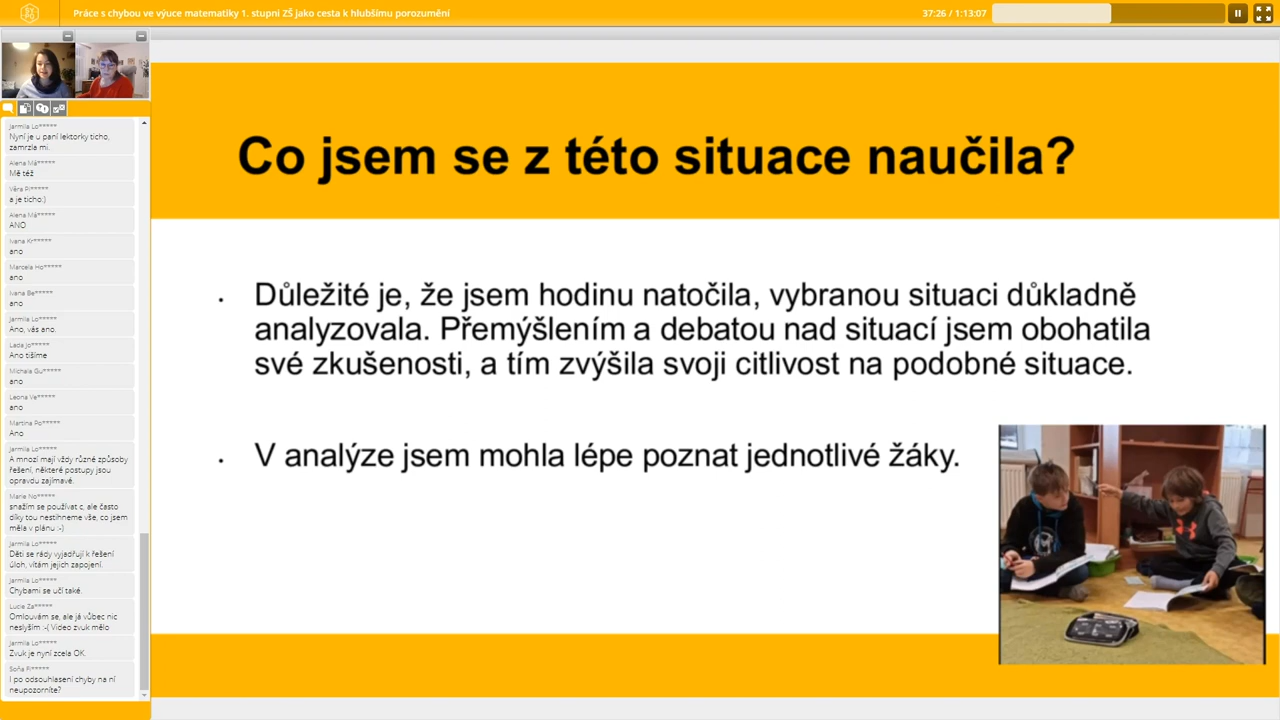 Práce s chybou ve výuce matematiky 1. stupni ZŠ jako cesta k hlubšímu porozumění
37:26 / 1:13:07
Jarmila Lo*****
Nyní je u paní lektorky ticho,
zamrzla mi.
Alena Má*****
Mě též
Věra Pi*****
a je ticho:)
Alena Má*****
ANO
Ivana Kr*****
ano
Marcela Ho*****
ano
Ivana Be*****
ano
Jarmila Lo*****
Ano, vás ano.
Lada Jo*****
Ano tišíme
Michala Gu*****
ano
Leona Ve*****
ano
Martina Po*****
Ano
Jarmila Lo*****
A mnozí mají vždy různé způsoby
řešení, některé postupy jsou
opravdu zajímavé.
Marie No*****
snažím se používat c, ale často
díky tou nestihneme vše, co jsem
měla v plánu :-)
Jarmila Lo*****
Děti se rády vyjadřují k řešení
úloh, vítám jejich zapojení.
Jarmila Lo*****
Chybami se učí také.
Lucie Za*****
Omlouvám se, ale já vůbec nic
neslyším :-( Video zvuk mělo
Jarmila Lo*****
Zvuk je nyní zcela OK.
Soňa Pi*****
I po odsouhlasení chyby na ní
neupozorníte?
Co jsem se z této situace naučila?
• Důležité je, že jsem hodinu natočila, vybranou situaci důkladně
analyzovala. Přemýšlením a debatou nad situací jsem obohatila
své zkušenosti, a tím zvýšila svoji citlivost na podobné situace.
• V analýze jsem mohla lépe poznat jednotlivé žáky.